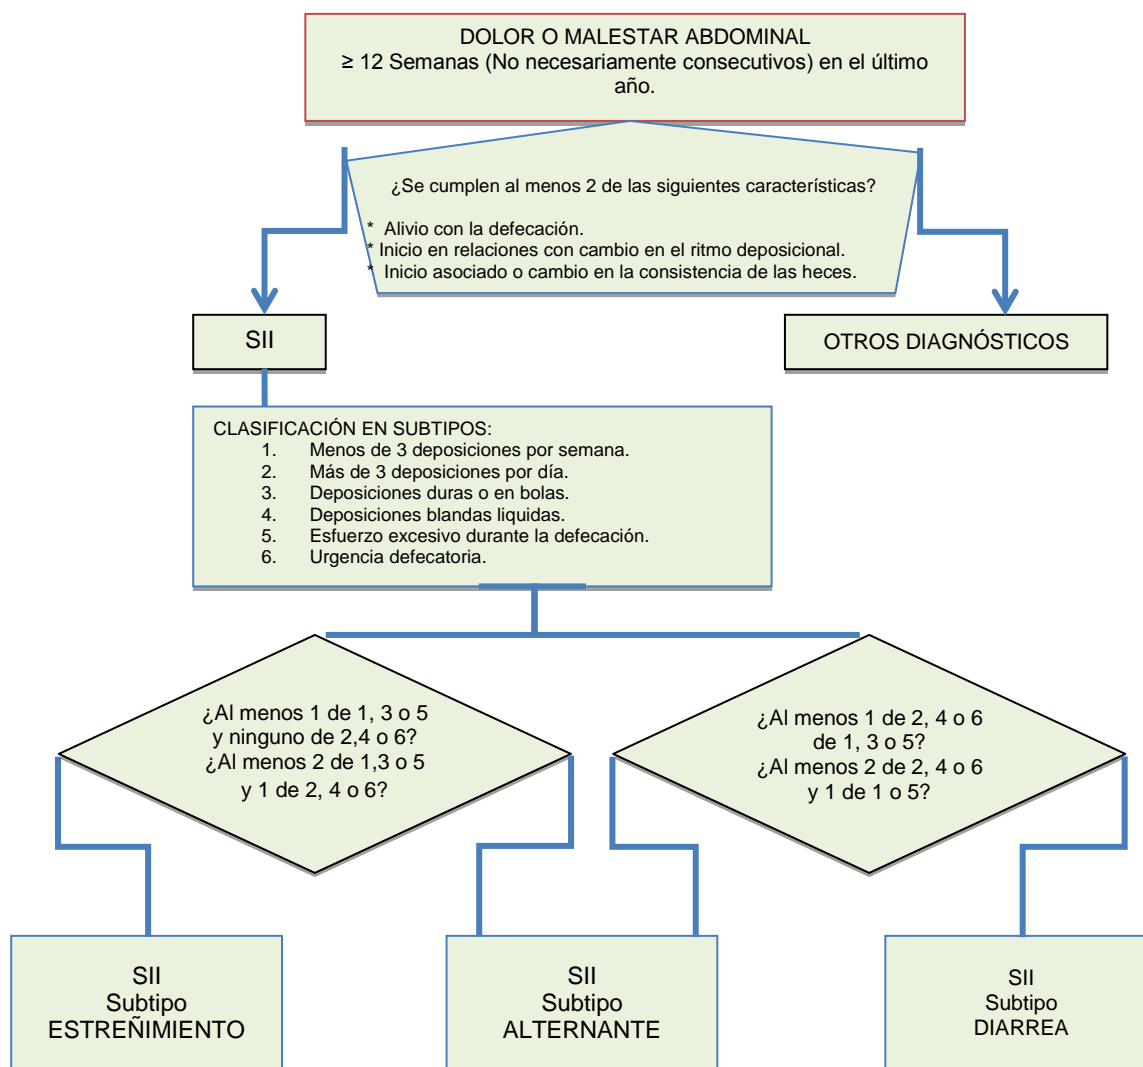 DOLOR O MALESTAR ABDOMINAL
≥ 12 Semanas (No necesariamente consecutivos) en el último
año.
¿Se cumplen al menos 2 de las siguientes características?
* Alivio con la defecación.
* Inicio en relaciones con cambio en el ritmo deposicional.
* Inicio asociado o cambio en la consistencia de las heces.
SII
OTROS DIAGNÓSTICOS
CLASIFICACIÓN EN SUBTIPOS:
1. Menos de 3 deposiciones por semana.
2. Más de 3 deposiciones por día.
3. Deposiciones duras o en bolas.
4. Deposiciones blandas liquidas.
5. Esfuerzo excesivo durante la defecación.
6. Urgencia defecatoria.
¿Al menos 1 de 1, 3 o 5
y ninguno de 2,4 o 6?
¿Al menos 2 de 1,3 o 5
y 1 de 2, 4 o 6?
¿Al menos 1 de 2, 4 o 6
de 1, 3 o 5?
¿Al menos 2 de 2, 4 o 6
y 1 de 1 o 5?
SII
Subtipo
ESTREÑIMIENTO
SII
Subtipo
ALTERNANTE
SII
Subtipo
DIARREA